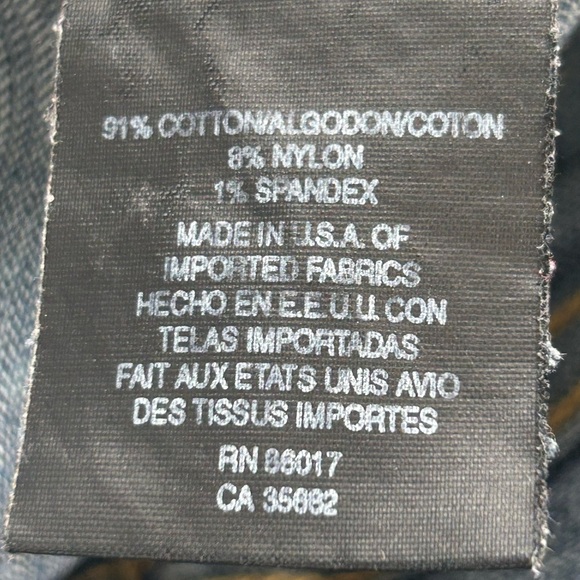 91% COTTON/ALGODON/COTON
8% NYLON
1% SPANDEX
MADE IN U.S.A. OF
IMPORTED FABRICS
HECHO EN E.E U.U. CON
TELAS IMPORTADAS
FAIT AUX ETATS UNIS AVIO
DES TISSUS IMPORTES
RN 86017
CA 35882